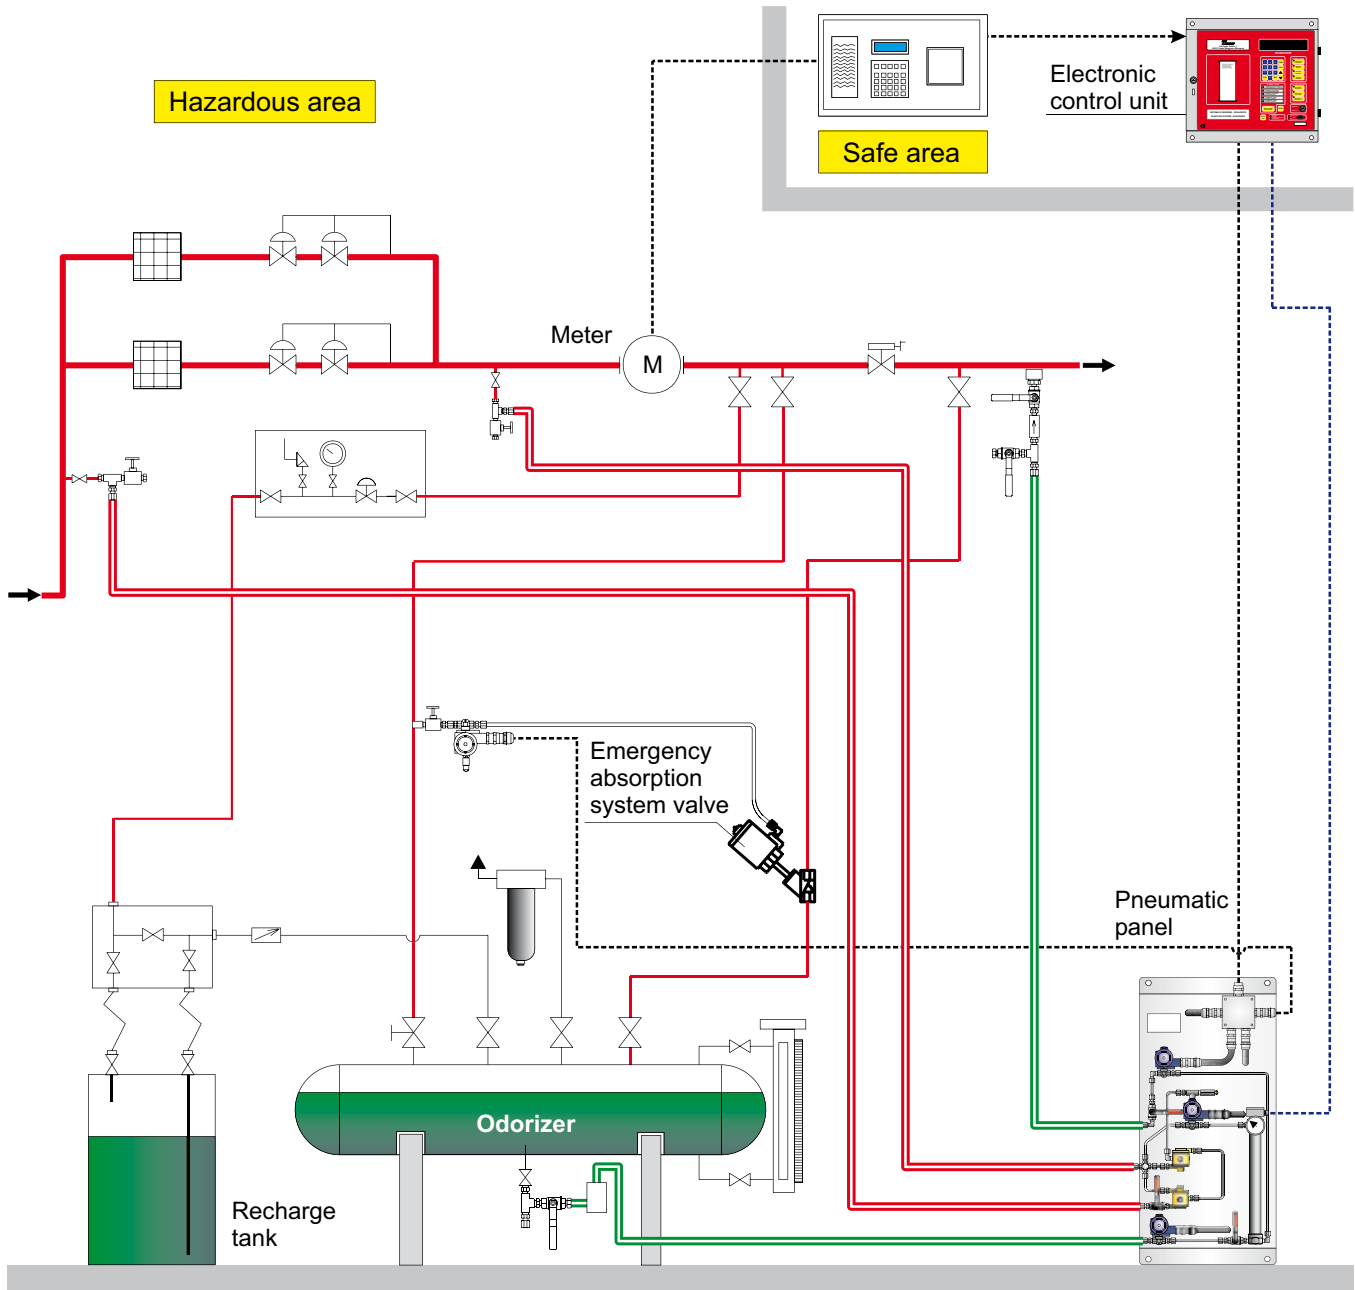 Hazardous area
Electronic
control unit
Safe area
Meter
M
Emergency
absorption
system valve
Pneumatic
panel
Odorizer
Recharge
tank